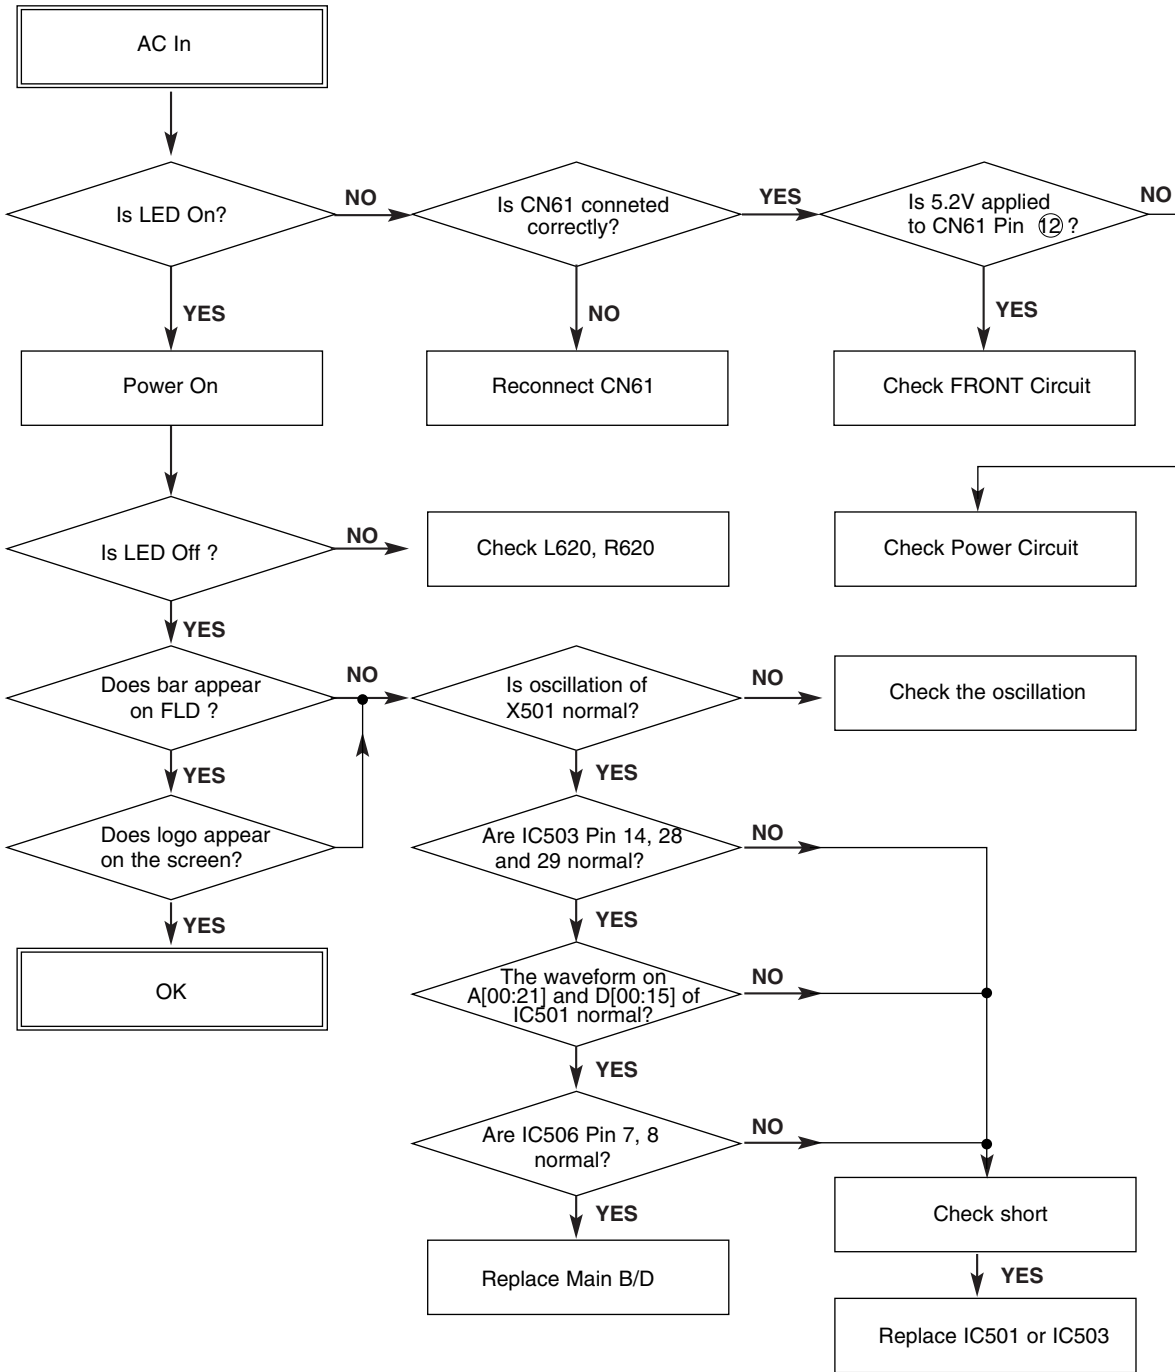 AC In
Is LED On?
NO
Is CN61 conneted
correctly?
YES
Is 5.2V applied
to CN61 Pin ⑫ ?
NO
YES
NO
YES
Power On
Reconnect CN61
Check FRONT Circuit
Is LED Off ?
NO
Check L620, R620
Check Power Circuit
YES
Does bar appear
on FLD ?
NO
Is oscillation of
X501 normal?
NO
Check the oscillation
YES
YES
Does logo appear
on the screen?
Are IC503 Pin 14, 28
and 29 normal?
NO
YES
YES
OK
The waveform on
A[00:21] and D[00:15] of
IC501 normal?
NO
YES
Are IC506 Pin 7, 8
normal?
NO
YES
Check short
Replace Main B/D
YES
Replace IC501 or IC503